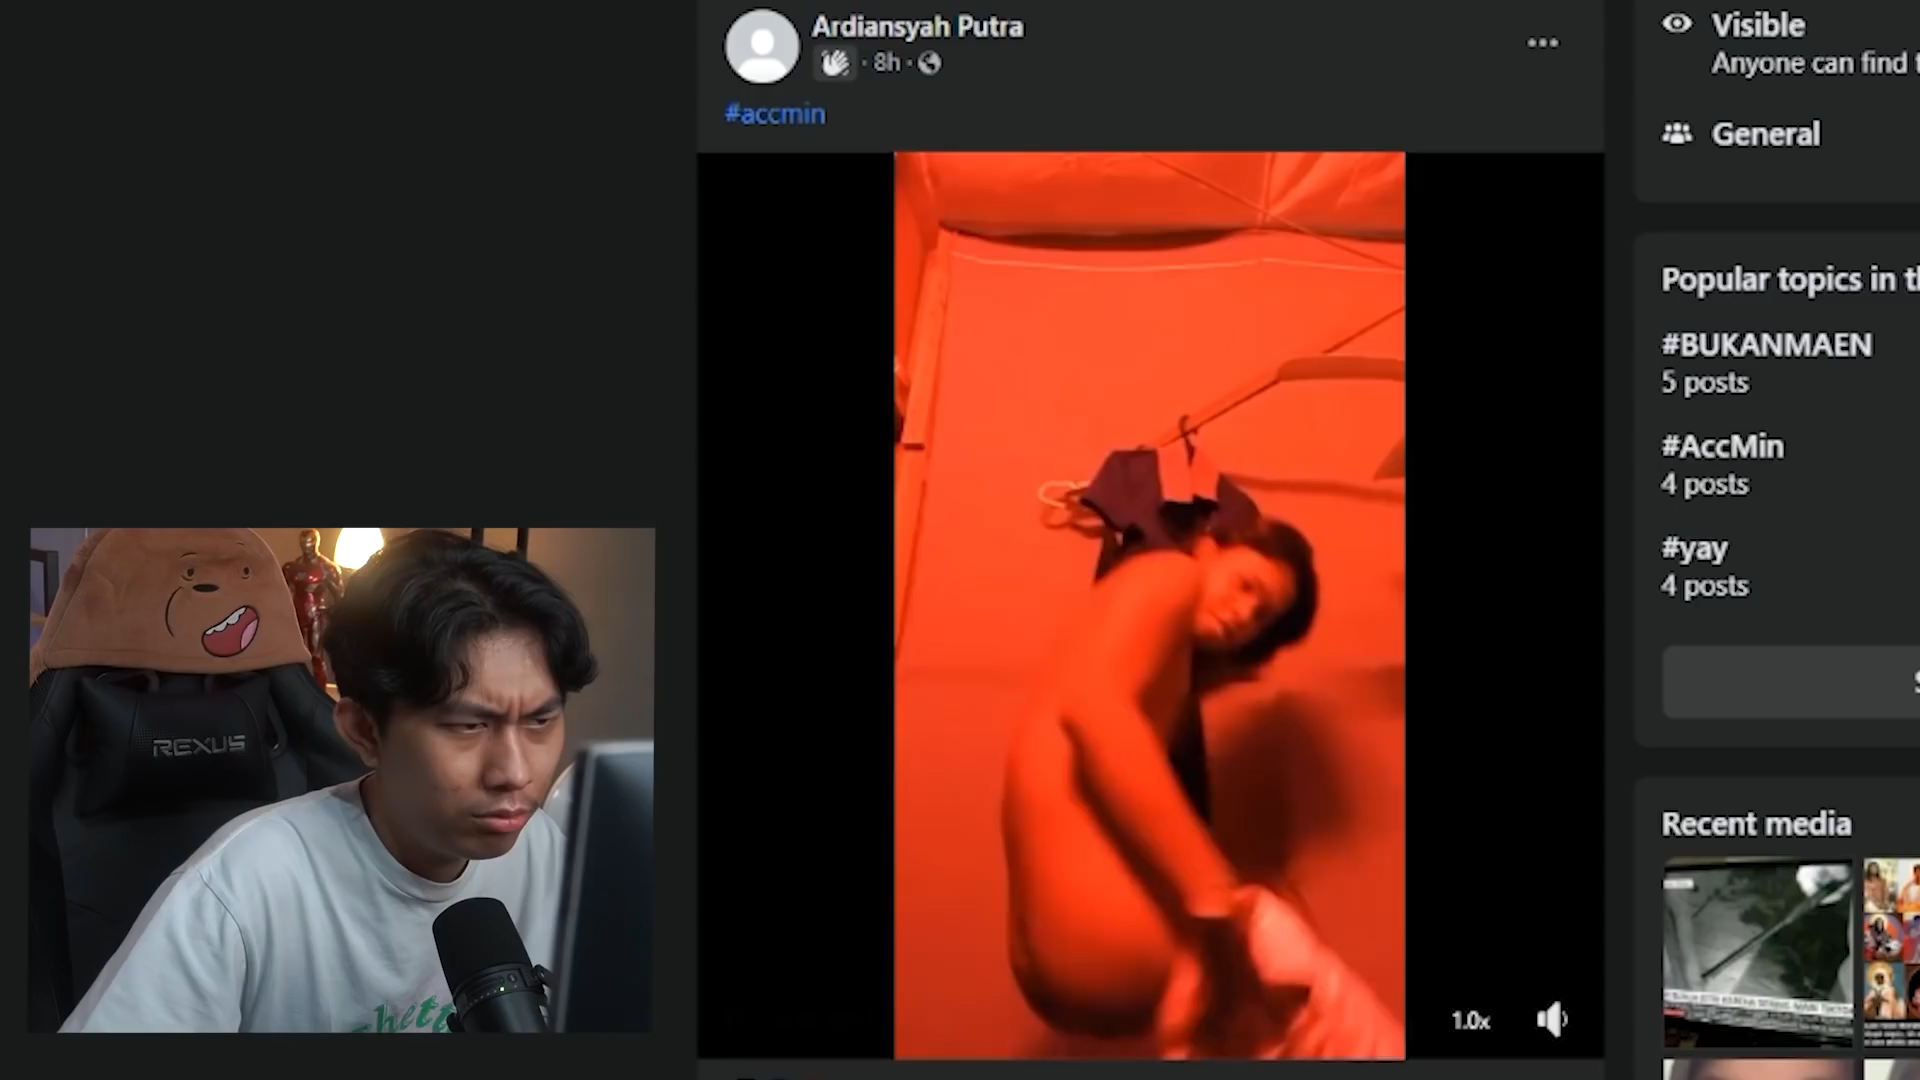 Ardiansyah Putra
8h
#accmin
1.0x
Visible
Anyone can find
General
Popular topics in
#BUKANMAEN
5 posts
#AccMin
4 posts
#yay
4 posts
Recent media
REXUS